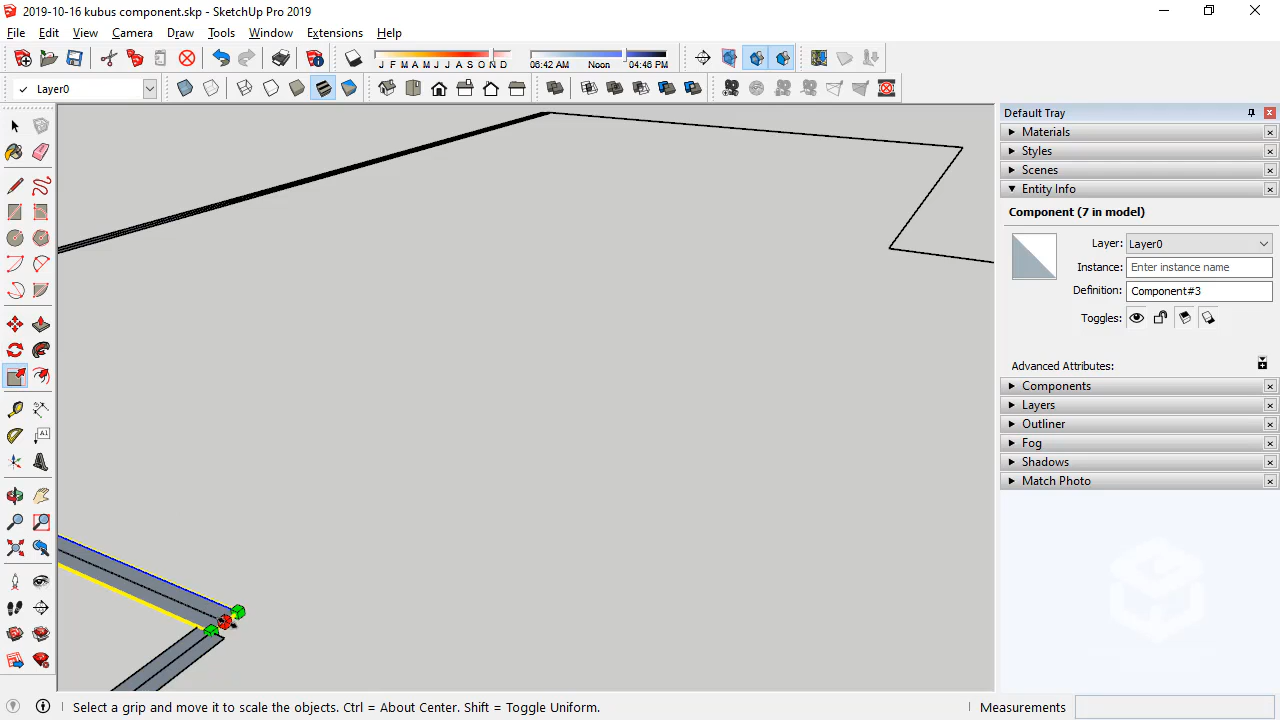 2019-10-16 kubus component.skp - SketchUp Pro 2019
File Edit View Camera Draw Tools Window Extensions Help
J F M A M J J A S O N D
06:42 AM Noon 04:46 PM
✓ Layer0
Default Tray
Materials
Styles
Scenes
Entity Info
Component (7 in model)
Layer: Layer0
Instance: Enter instance name
Definition: Component#3
Toggles:
Advanced Attributes:
Components
Layers
Outliner
Fog
Shadows
Match Photo
A1
Select a grip and move it to scale the objects. Ctrl = About Center. Shift = Toggle Uniform.
Measurements